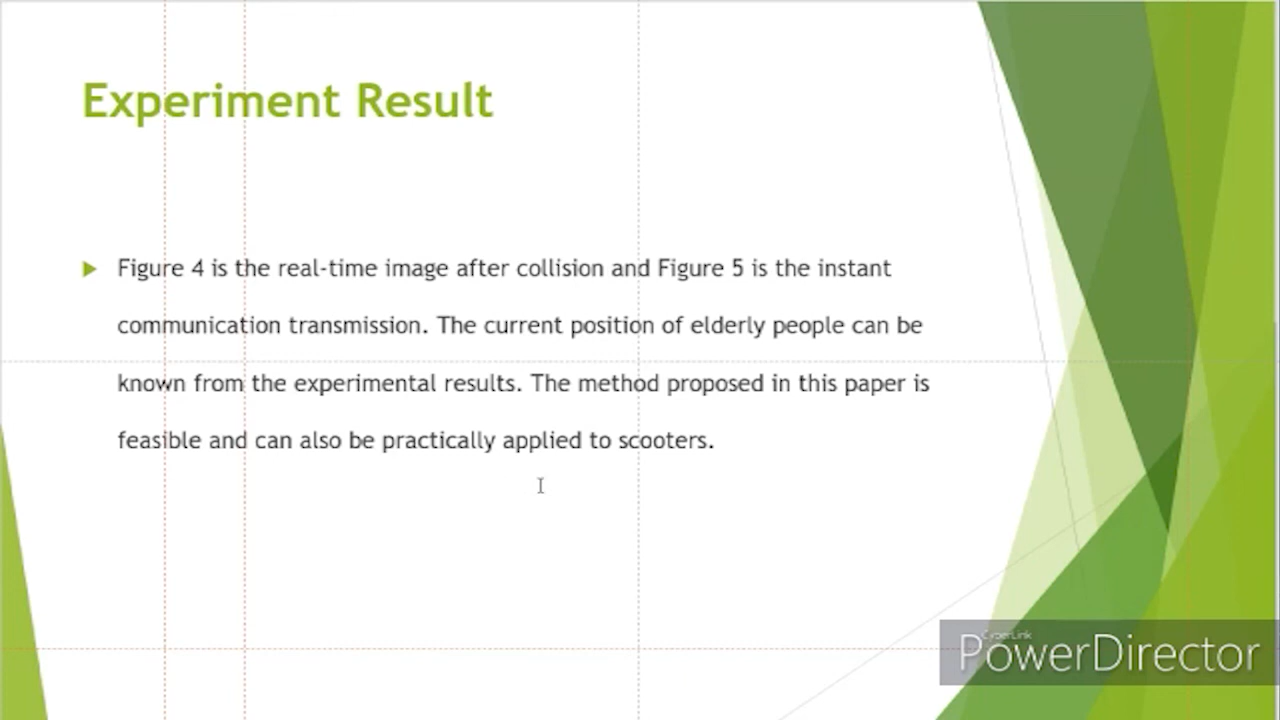 Experiment Result
Figure 4 is the real-time image after collision and Figure 5 is the instant
communication transmission. The current position of elderly people can be
known from the experimental results. The method proposed in this paper is
feasible and can also be practically applied to scooters.
CyberLink
PowerDirector